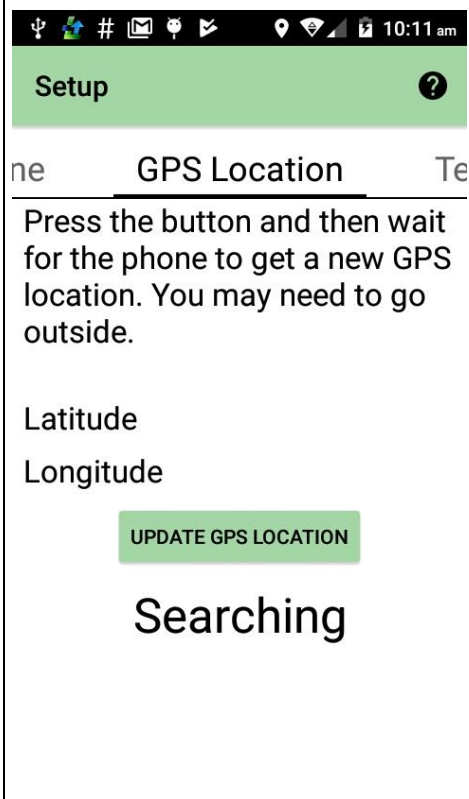 10:11 am
Setup
ne GPS Location Te
Press the button and then wait
for the phone to get a new GPS
location. You may need to go
outside.
Latitude
Longitude
UPDATE GPS LOCATION
Searching